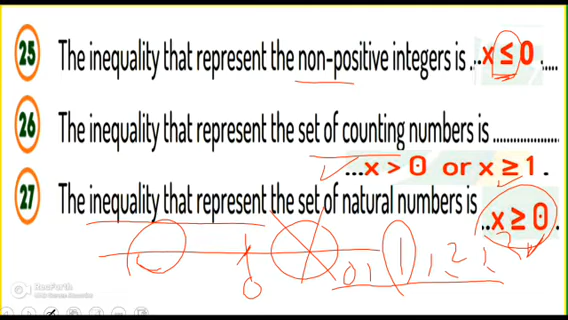 25 The inequality that represent the non-positive integers is ...x ≤ 0 .....
26 The inequality that represent the set of counting numbers is ...................
...x > 0 or x ≥ 1 .
27 The inequality that represent the set of natural numbers is ..x ≥ 0 .
0
0, 1, 2,